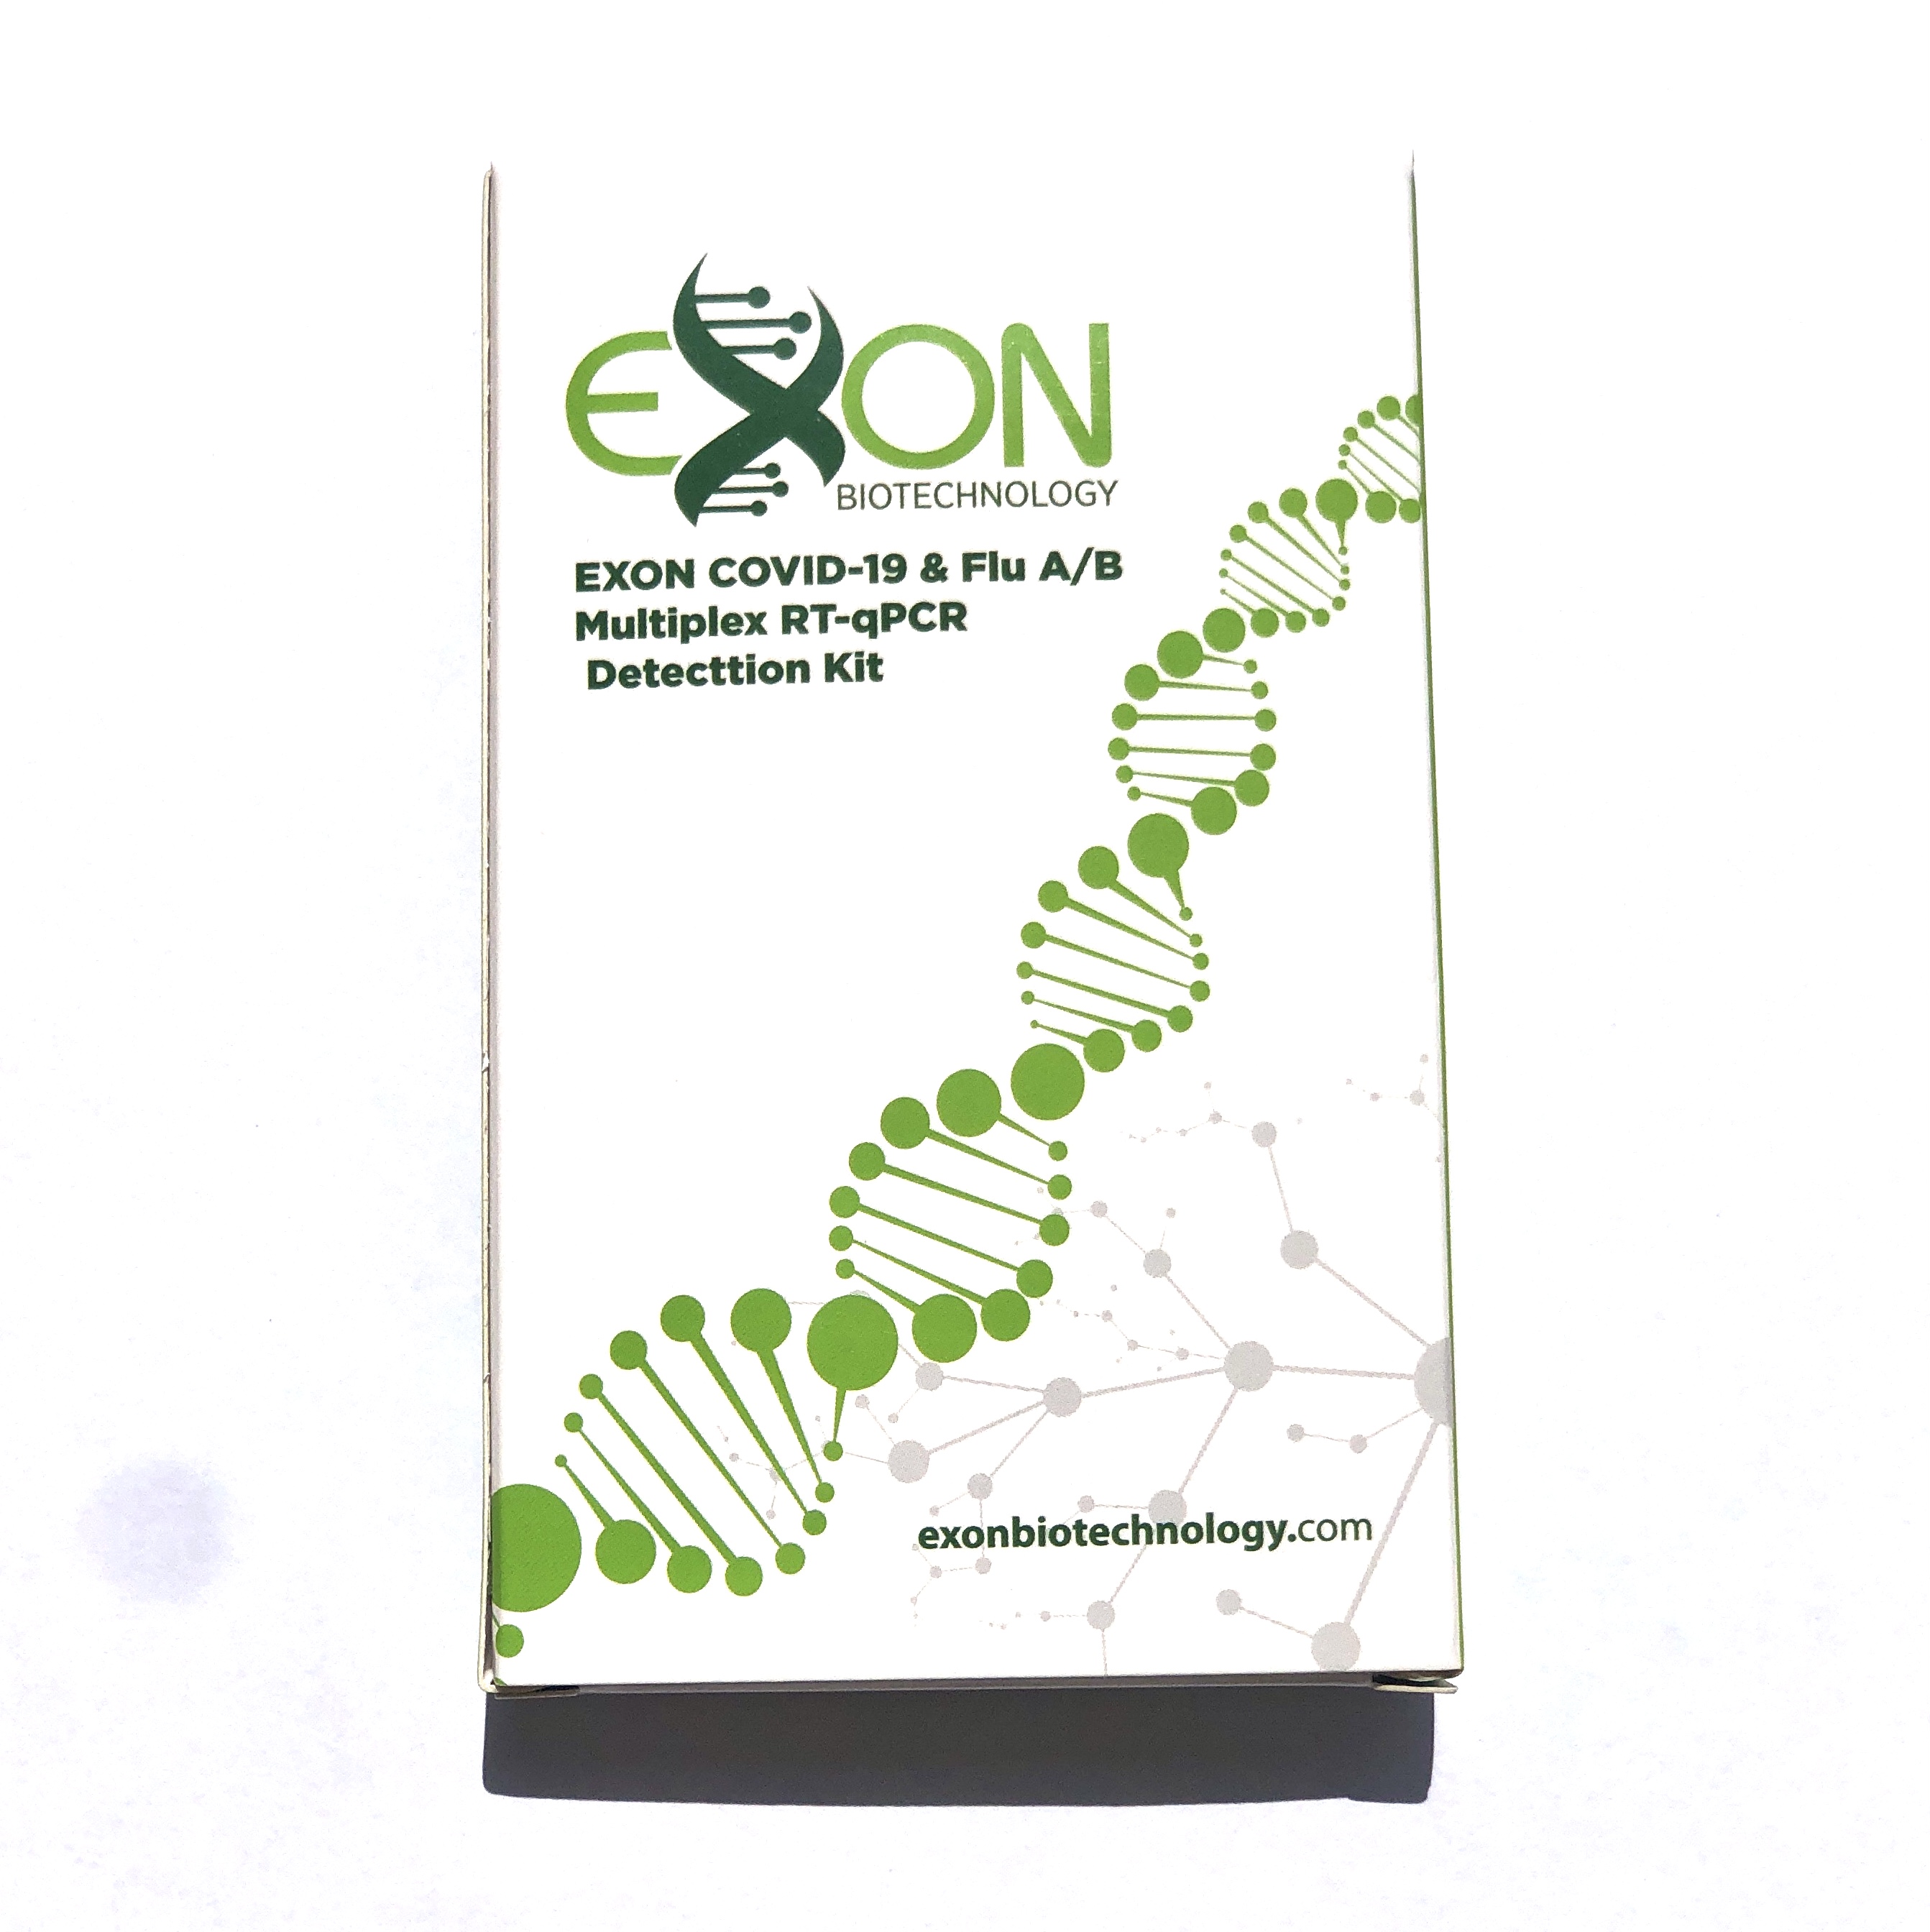 EXON
BIOTECHNOLOGY
EXON COVID-19 & Flu A/B
Multiplex RT-qPCR
Detecttion Kit
exonbiotechnology.com